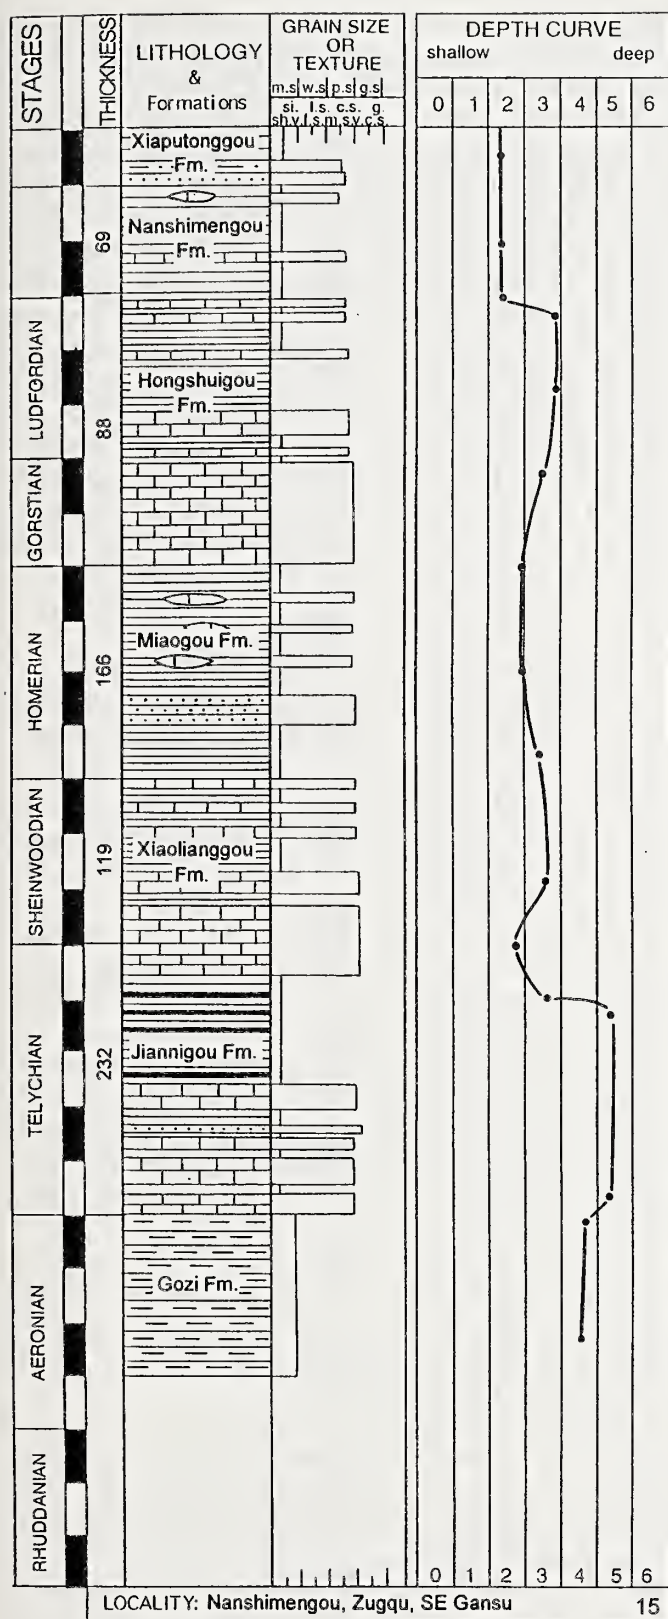 STAGES
THICKNESS
LITHOLOGY
&
Formations
GRAIN SIZE
OR
TEXTURE
m.s w.s p.s g.s
si. l.s. c.s. g.
sh.v.f.s.m.s.v.c.s.
DEPTH CURVE
shallow deep
0 1 2 3 4 5 6
Xiaputonggou
Fm.
Nanshimengou
Fm.
69
LUDFORDIAN
Hongshuigou
Fm.
88
GORSTIAN
HOMERIAN
Miaogou Fm.
166
SHEINWOODIAN
Xiaolianggou
Fm.
119
TELYCHIAN
Jiannigou Fm.
232
AERONIAN
Gozi Fm.
RHUDDANIAN
0 1 2 3 4 5 6
LOCALITY: Nanshimengou, Zugqu, SE Gansu 15